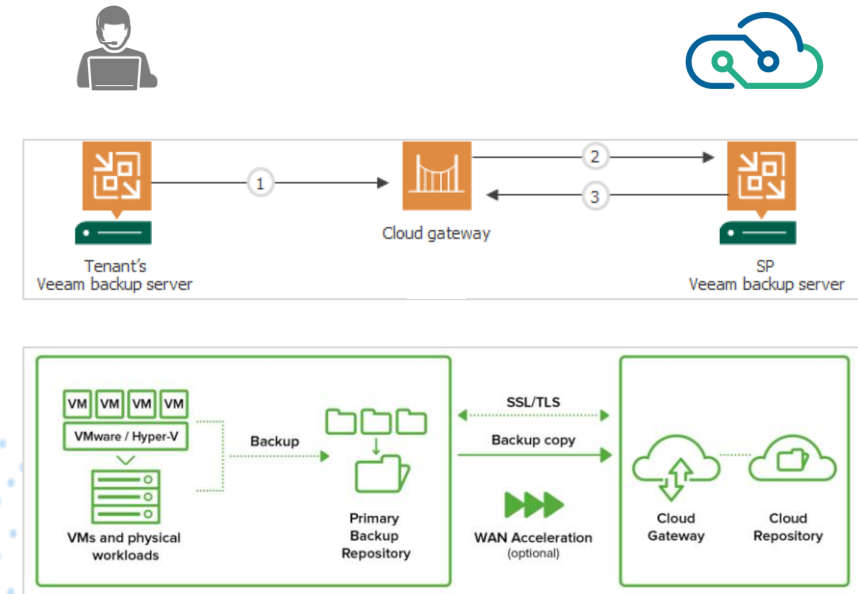 1
2
3
Cloud gateway
Tenant's
Veeam backup server
SP
Veeam backup server
VM VM VM VM
VMware / Hyper-V
VMs and physical
workloads
Backup
Primary
Backup
Repository
SSL/TLS
Backup copy
WAN Acceleration
(optional)
Cloud
Gateway
Cloud
Repository